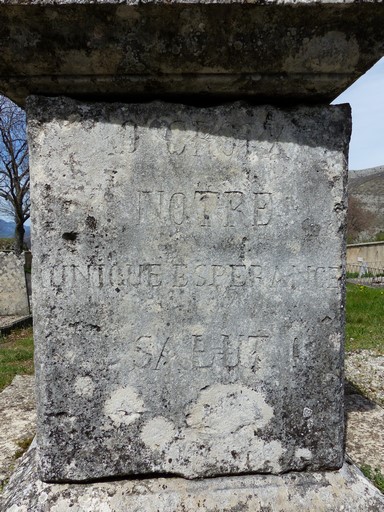 Ô CROIX
NOTRE
UNIQUE ESPERANCE
SALUT !